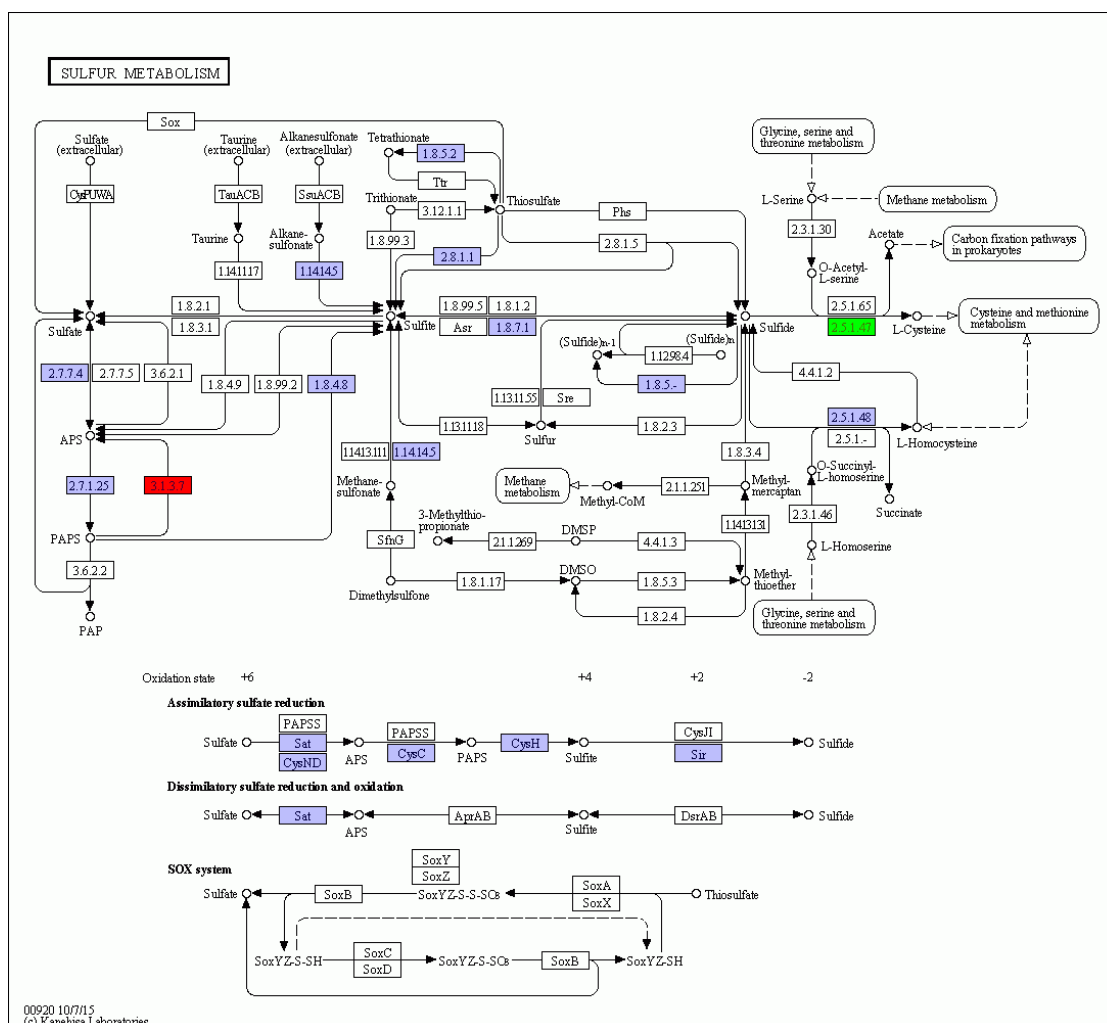 SULFUR METABOLISM
Sox
Sulfate
(extracellular)
Taurine
(extracellular)
Alkanesulfonate
(extracellular)
Tetrathionate
1.8.5.2
Glycine, serine and
threonine metabolism
CysPUWA
TauACB
SsuACB
Ttr
Trithionate
3.12.1.1
Thiosulfate
Phs
L-Serine
Methane metabolism
Taurine
Alkane-
sulfonate
1.8.99.3
2.8.1.5
2.3.1.30
Acetate
Carbon fixation pathways
in prokaryotes
1.14.11.17
1.14.14.5
2.8.1.1
O-Acetyl-
L-serine
1.8.2.1
1.8.3.1
1.8.99.5
1.8.1.2
Asr
1.8.7.1
2.5.1.65
2.5.1.47
Sulfate
Sulfite
Sulfide
L-Cysteine
Cysteine and methionine
metabolism
(Sulfide)n-1
(Sulfide)n
1.12.98.4
2.7.7.4
2.7.7.5
3.6.2.1
1.8.4.9
1.8.99.2
1.8.4.8
1.8.5.-
4.4.1.2
1.13.11.55
Sre
APS
1.13.11.18
Sulfur
1.8.2.3
2.5.1.48
2.5.1.-
L-Homocysteine
1.14.13.111
1.14.14.5
1.8.3.4
2.7.1.25
3.1.3.7
Methane-
sulfonate
Methane
metabolism
Methyl-CoM
2.1.1.251
Methyl-
mercaptan
O-Succinyl-
L-homoserine
Succinate
2.3.1.46
3-Methylthio-
propionate
DMSP
1.14.13.131
PAPS
SfnG
2.1.1.269
4.4.1.3
L-Homoserine
3.6.2.2
DMSO
1.8.1.17
1.8.5.3
Methyl-
thioether
Dimethylsulfone
1.8.2.4
Glycine, serine and
threonine metabolism
PAP
Oxidation state +6 +4 +2 -2
Assimilatory sulfate reduction
PAPSS PAPSS CysJI
Sulfate Sat APS CysC PAPS CysH Sulfite Sir Sulfide
CysND
Dissimilatory sulfate reduction and oxidation
Sulfate Sat APS AprAB Sulfite DsrAB Sulfide
SOX system
SoxY
SoxZ
Sulfate SoxB SoxYZ-S-S-SO3 SoxA Thiosulfate
SoxX
SoxYZ-S-SH SoxC SoxYZ-S-SO3 SoxB SoxYZ-SH
SoxD
00920 10/7/15
(c) Kanehisa Laboratories